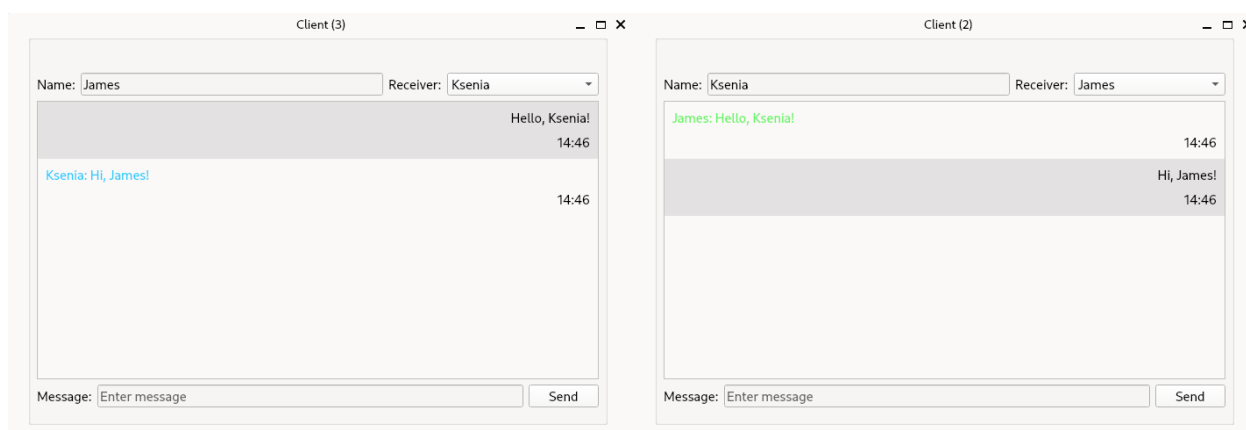 Client (3)
Name: James Receiver: Ksenia
Hello, Ksenia!
14:46
Ksenia: Hi, James!
14:46
Message: Enter message Send
Client (2)
Name: Ksenia Receiver: James
James: Hello, Ksenia!
14:46
Hi, James!
14:46
Message: Enter message Send